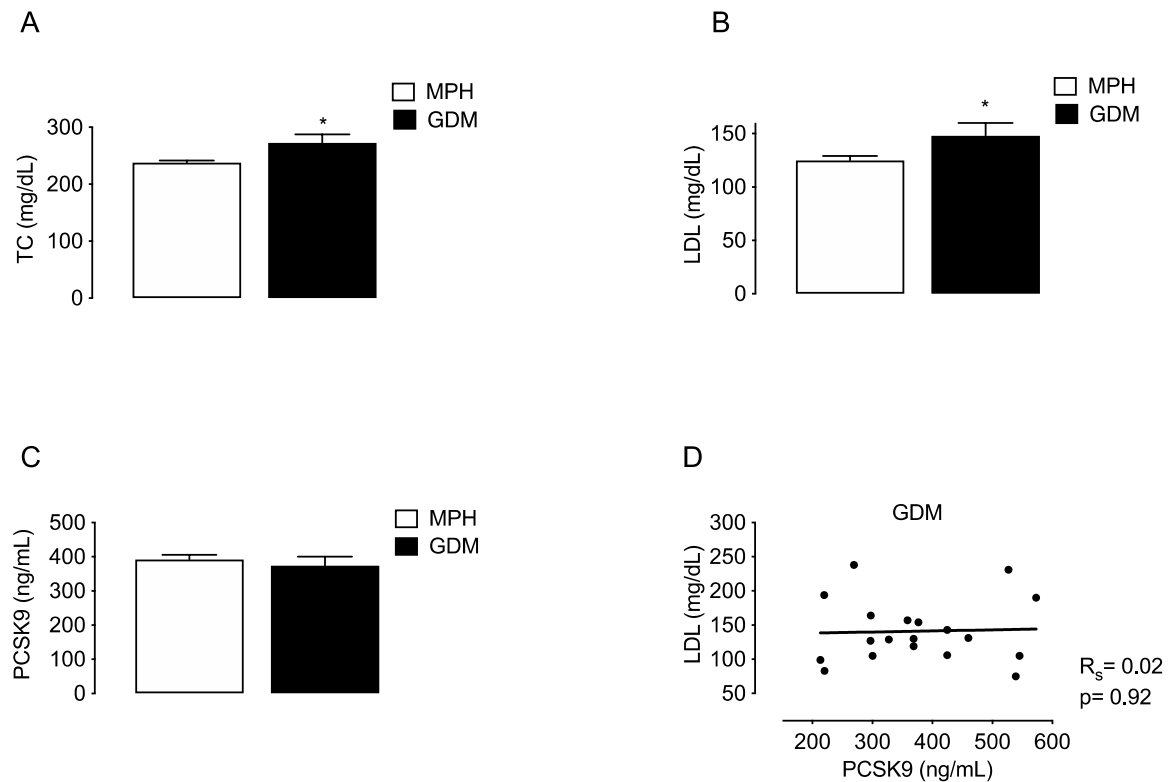 A
MPH
GDM
*
300
200
100
0
TC (mg/dL)
B
MPH
GDM
*
150
100
50
0
LDL (mg/dL)
C
MPH
GDM
500
400
300
200
100
0
PCSK9 (ng/mL)
D
GDM
300
250
200
150
100
50
LDL (mg/dL)
Rs= 0.02
p= 0.92
200 300 400 500 600
PCSK9 (ng/mL)